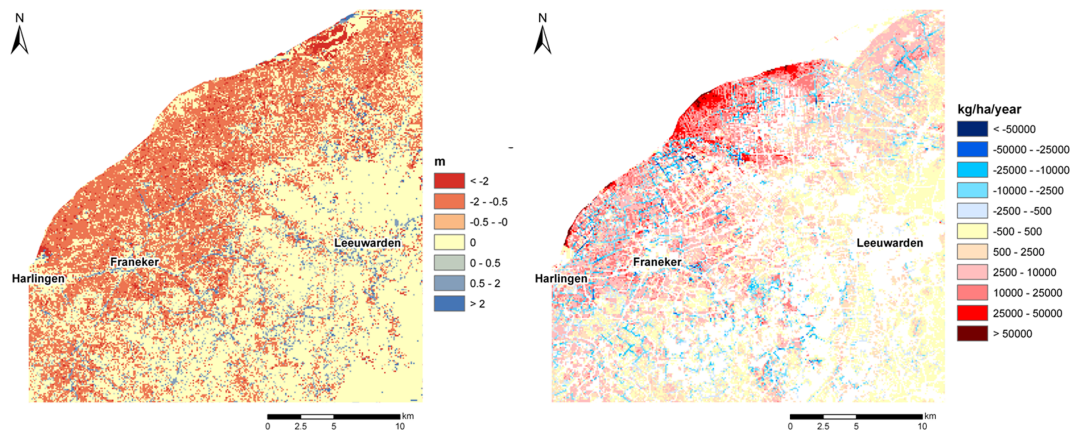 N
m
< -2
-2 - -0.5
-0.5 - -0
0
0 - 0.5
0.5 - 2
> 2
Leeuwarden
Franeker
Harlingen
km
0 2.5 5 10
N
kg/ha/year
< -50000
-50000 - -25000
-25000 - -10000
-10000 - -2500
-2500 - -500
-500 - 500
500 - 2500
2500 - 10000
10000 - 25000
25000 - 50000
> 50000
Leeuwarden
Franeker
Harlingen
km
0 2.5 5 10